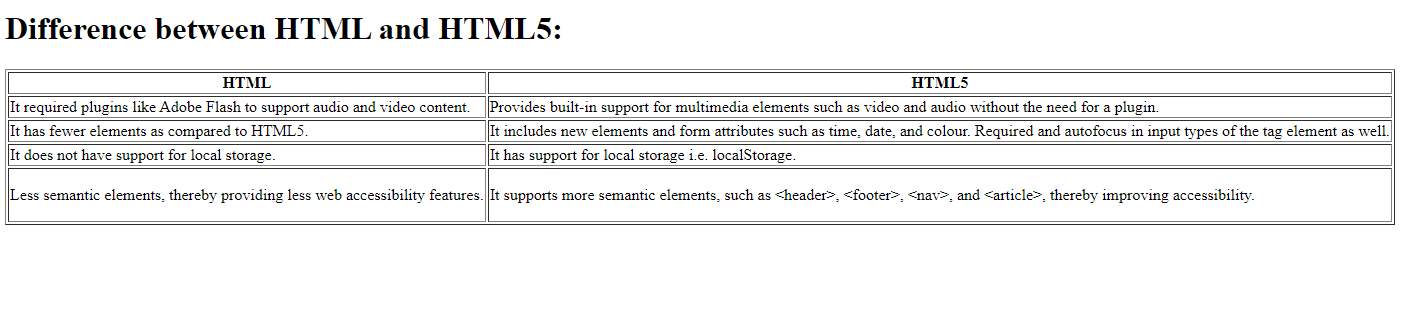 Difference between HTML and HTML5:
HTML HTML5
It required plugins like Adobe Flash to support audio and video content. Provides built-in support for multimedia elements such as video and audio without the need for a plugin.
It has fewer elements as compared to HTML5. It includes new elements and form attributes such as time, date, and colour. Required and autofocus in input types of the tag element as well.
It does not have support for local storage. It has support for local storage i.e. localStorage.
Less semantic elements, thereby providing less web accessibility features. It supports more semantic elements, such as <header>, <footer>, <nav>, and <article>, thereby improving accessibility.